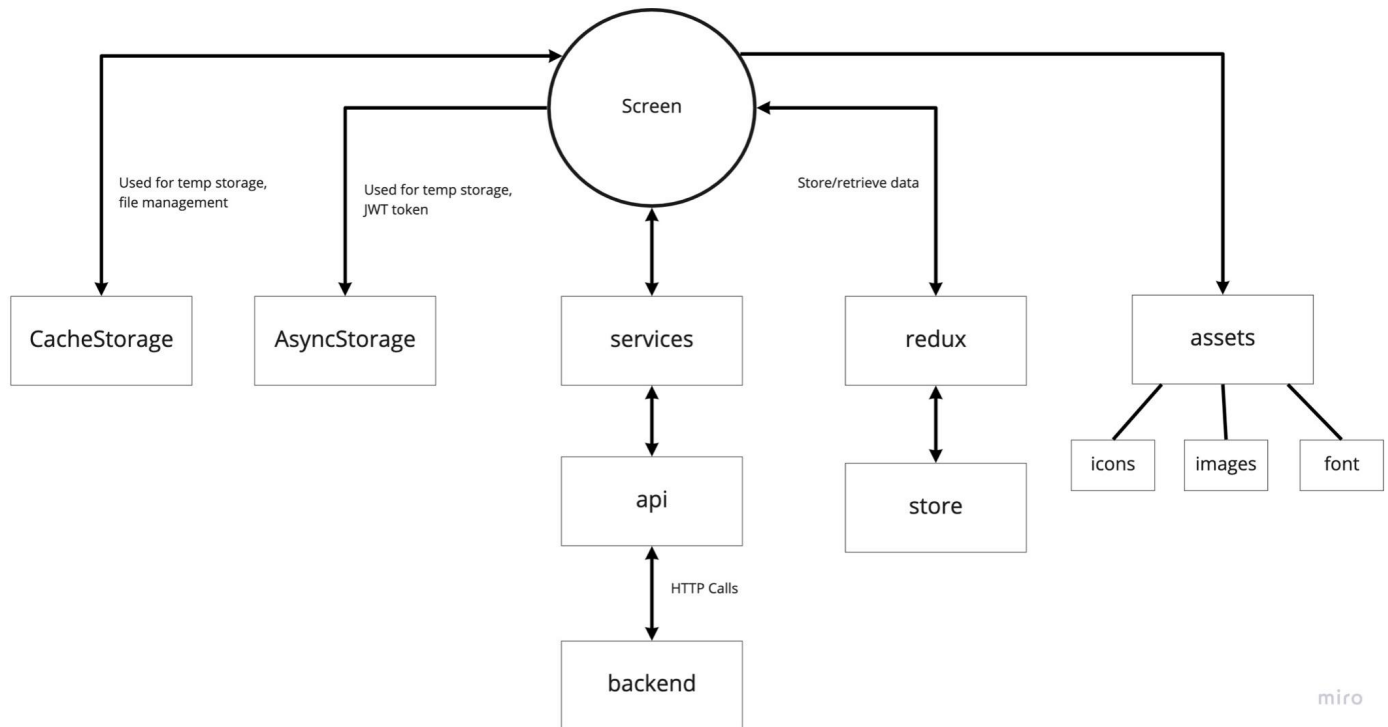 Screen
Used for temp storage,
file management
Used for temp storage,
JWT token
Store/retrieve data
CacheStorage
AsyncStorage
services
redux
assets
icons
images
font
api
store
HTTP Calls
backend
miro